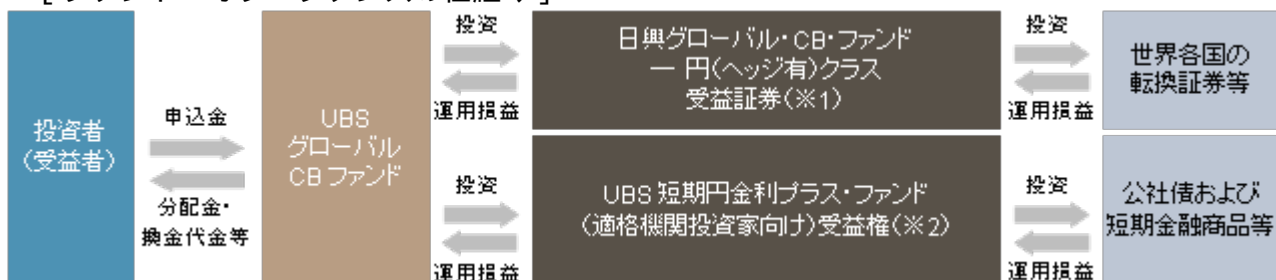 投資者
(受益者)
申込金
分配金・
換金代金等
UBS
グローバル
CBファンド
投資
運用損益
日興グローバル・CB・ファンド
― 円(ヘッジ有)クラス
受益証券(※1)
投資
運用損益
世界各国の
転換証券等
投資
運用損益
UBS短期円金利プラス・ファンド
(適格機関投資家向け)受益権(※2)
投資
運用損益
公社債および
短期金融商品等